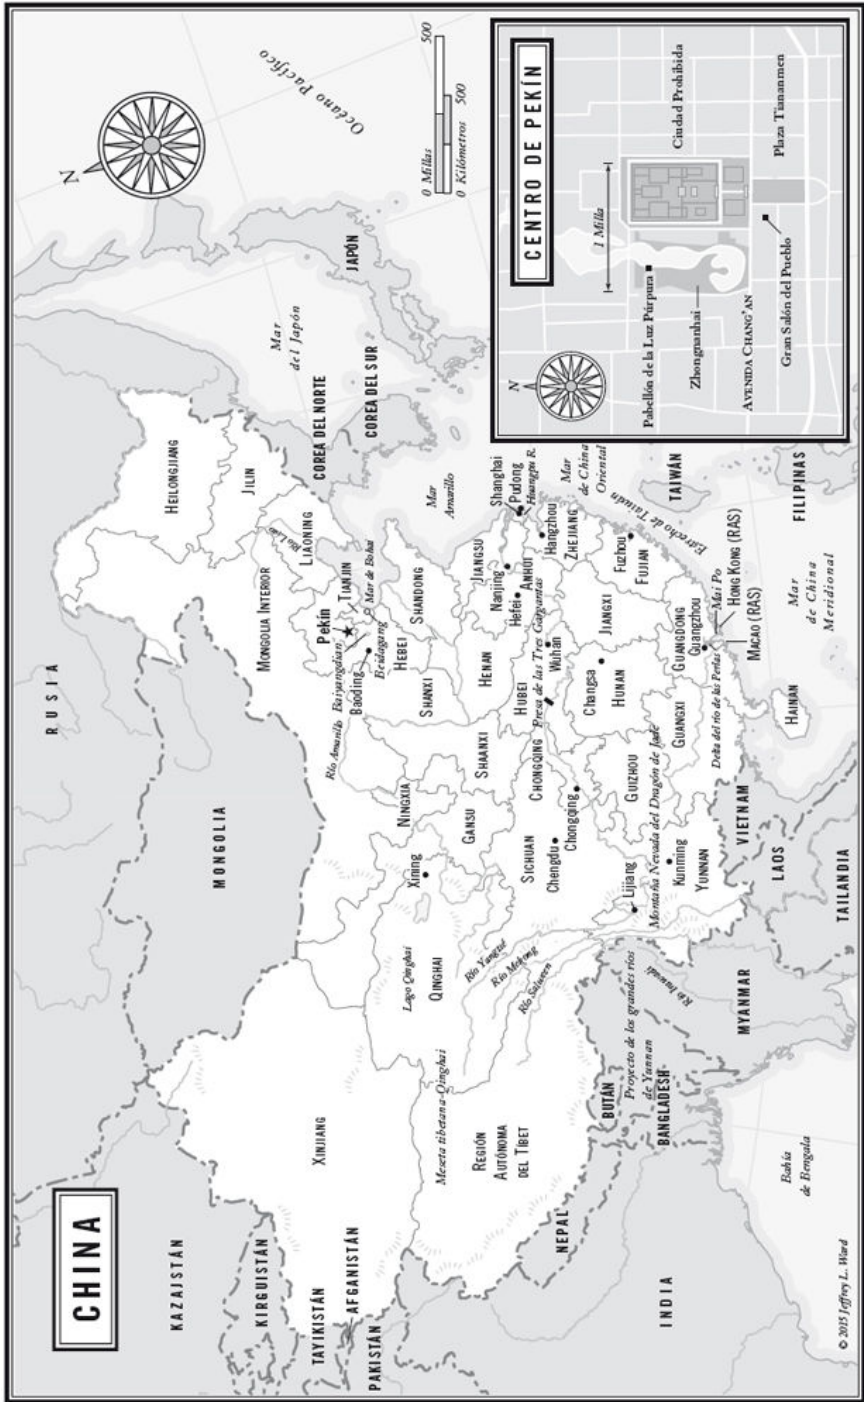 CHINA
RUSIA
KAZAJSTÁN
KIRGUISTÁN
TAYIKISTÁN
AFGANISTÁN
PAKISTÁN
MONGOLIA
XINJIANG
HEILONGJIANG
JILIN
LIAONING
Río Liao
MONGOLIA INTERIOR
Pekín
TIANJIN
Mar de Bohai
Baiyangdian
Beidagang
Baoding
HEBEI
SHANDONG
SHANXI
Río Amarillo
NINGXIA
GANSU
SHAANXI
HENAN
JIANGSU
Nanjing
Hefei
ANHUI
Shanghai
Pudong
Huangpu R.
Hangzhou
ZHEJIANG
Xining
Lago Qinghai
QINGHAI
Meseta tibetana-Qinghai
REGIÓN
AUTÓNOMA
DEL TÍBET
Río Yangtsé
Río Mekong
Río Salween
SICHUAN
Chengdu
CHONGQING
Chongqing
HUBEI
Presa de las Tres Gargantas
Wuhan
Changsa
HUNAN
JIANGXI
Fuzhou
FUJIAN
Estrecho de Taiwán
Lijiang
Montaña Nevada del Dragón de Jade
Kunming
YUNNAN
GUIZHOU
GUANGXI
GUANGDONG
Guangzhou
Mai Po
HONG KONG (RAS)
MACAO (RAS)
Delta del río de las Perlas
HAINAN
NEPAL
BUTÁN
BANGLADESH
Proyecto de los grandes ríos
de Yunnan
INDIA
MYANMAR
VIETNAM
LAOS
TAILANDIA
TAIWÁN
FILIPINAS
Bahía
de Bengala
Mar
de China
Meridional
Mar
de China
Oriental
Mar
Amarillo
COREA DEL NORTE
COREA DEL SUR
Mar
del Japón
JAPÓN
Océano Pacífico
N
0 Millas 500
0 Kilómetros 500
CENTRO DE PEKÍN
N
1 Milla
Ciudad Prohibida
Pabellón de la Luz Púrpura
Zhongnanhai
AVENIDA CHANG'AN
Gran Salón del Pueblo
Plaza Tiananmen
© 2015 Jeffrey L. Ward